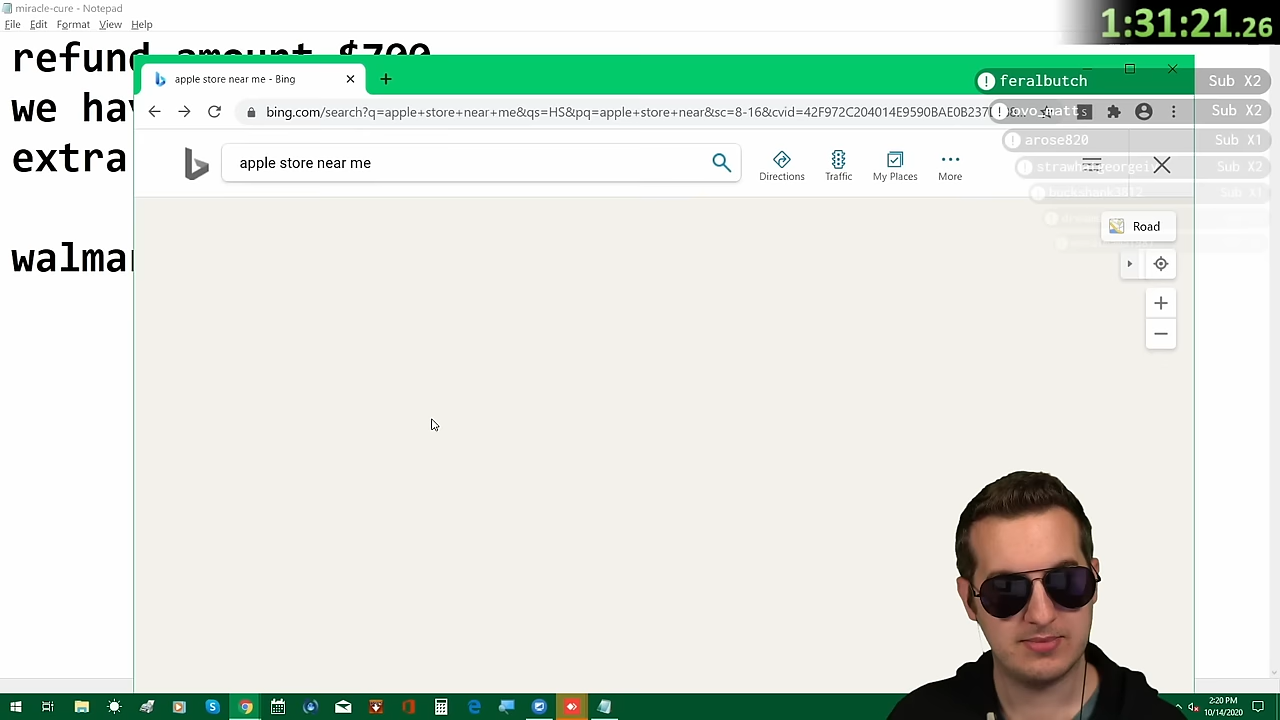 miracle-cure - Notepad
File Edit Format View Help
1:31:21.26
refund amount $700
we hav
extra
walmar
apple store near me - Bing
feralbutch Sub X2
bing.com/search?q=apple+store+near+me&qs=HS&pq=apple+store+near&sc=8-16&cvid=42F972C204014E9590BAE0B237
ovo_matt Sub X2
arose820 Sub X1
Sub X2
Sub X1
apple store near me
Directions
Traffic
My Places
More
Road
2:20 PM
10/14/2020